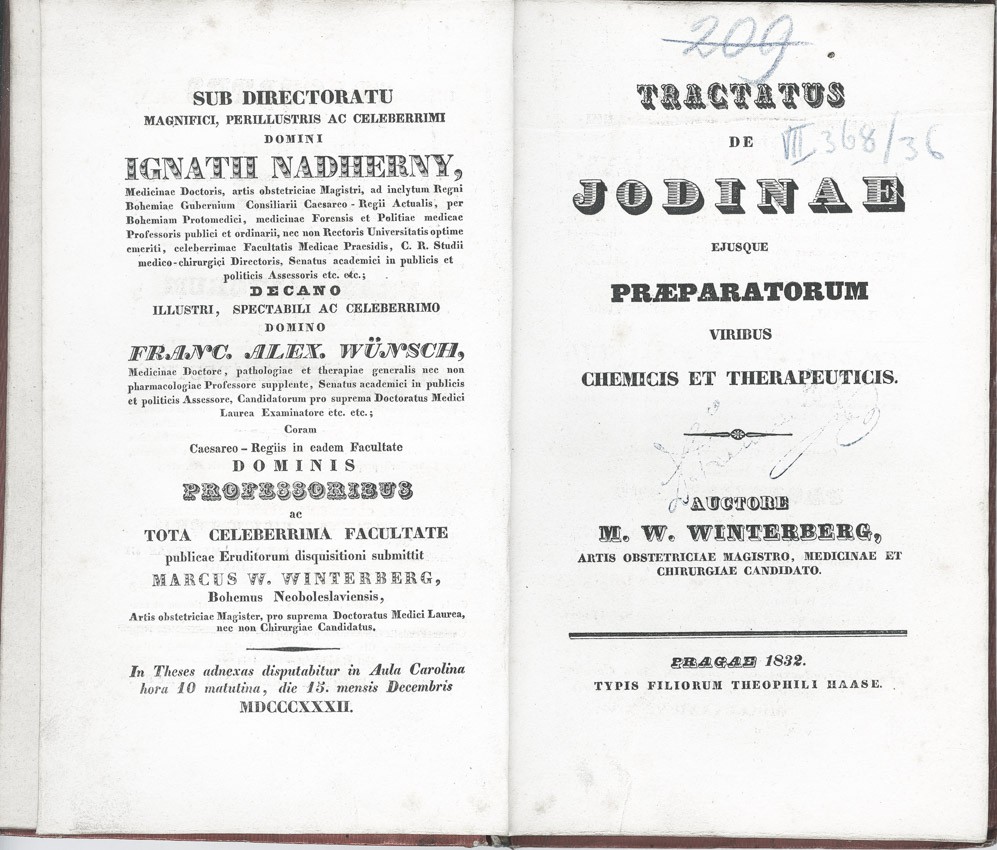 SUB DIRECTORATU
MAGNIFICI, PERILLUSTRIS AC CELEBERRIMI
DOMINI
IGNATII NADHERNY,
Medicinae Doctoris, artis obstetriciae Magistri, ad inclytum Regni
Bohemiae Gubernium Consiliarii Caesareo - Regii Actualis, per
Bohemiam Protomedici, medicinae Forensis et Politiae medicae
Professoris publici et ordinarii, nec non Rectoris Universitatis optime
emeriti, celeberrimae Facultatis Medicae Praesidis, C. R. Studii
medico-chirurgici Directoris, Senatus academici in publicis et
politicis Assessoris etc. etc.;
DECANO
ILLUSTRI, SPECTABILI AC CELEBERRIMO
DOMINO
FRANC. ALEX. WÜNSCH,
Medicinae Doctore, pathologiae et therapiae generalis nec non
pharmacologiae Professore supplente, Senatus academici in publicis
et politicis Assessore, Candidatorum pro suprema Doctoratus Medici
Laurea Examinatore etc. etc.;
Coram
Caesareo - Regiis in eadem Facultate
DOMINIS
PROFESSORIBUS
ac
TOTA CELEBERRIMA FACULTATE
publicae Eruditorum disquisitioni submittit
MARCUS W. WINTERBERG,
Bohemus Neoboleslaviensis,
Artis obstetriciae Magister, pro suprema Doctoratus Medici Laurea,
nec non Chirurgiae Candidatus.
In Theses adnexas disputabitur in Aula Carolina
hora 10 matutina, die 15. mensis Decembris
MDCCCXXXII.
209
TRACTATUS
DE
VIII 368/36
JODINAE
EJUSQUE
PRÆPARATORUM
VIRIBUS
CHEMICIS ET THERAPEUTICIS.
AUCTORE
M. W. WINTERBERG,
ARTIS OBSTETRICIAE MAGISTRO, MEDICINAE ET
CHIRURGIAE CANDIDATO.
PRAGAE 1832.
TYPIS FILIORUM THEOPHILI HAASE.